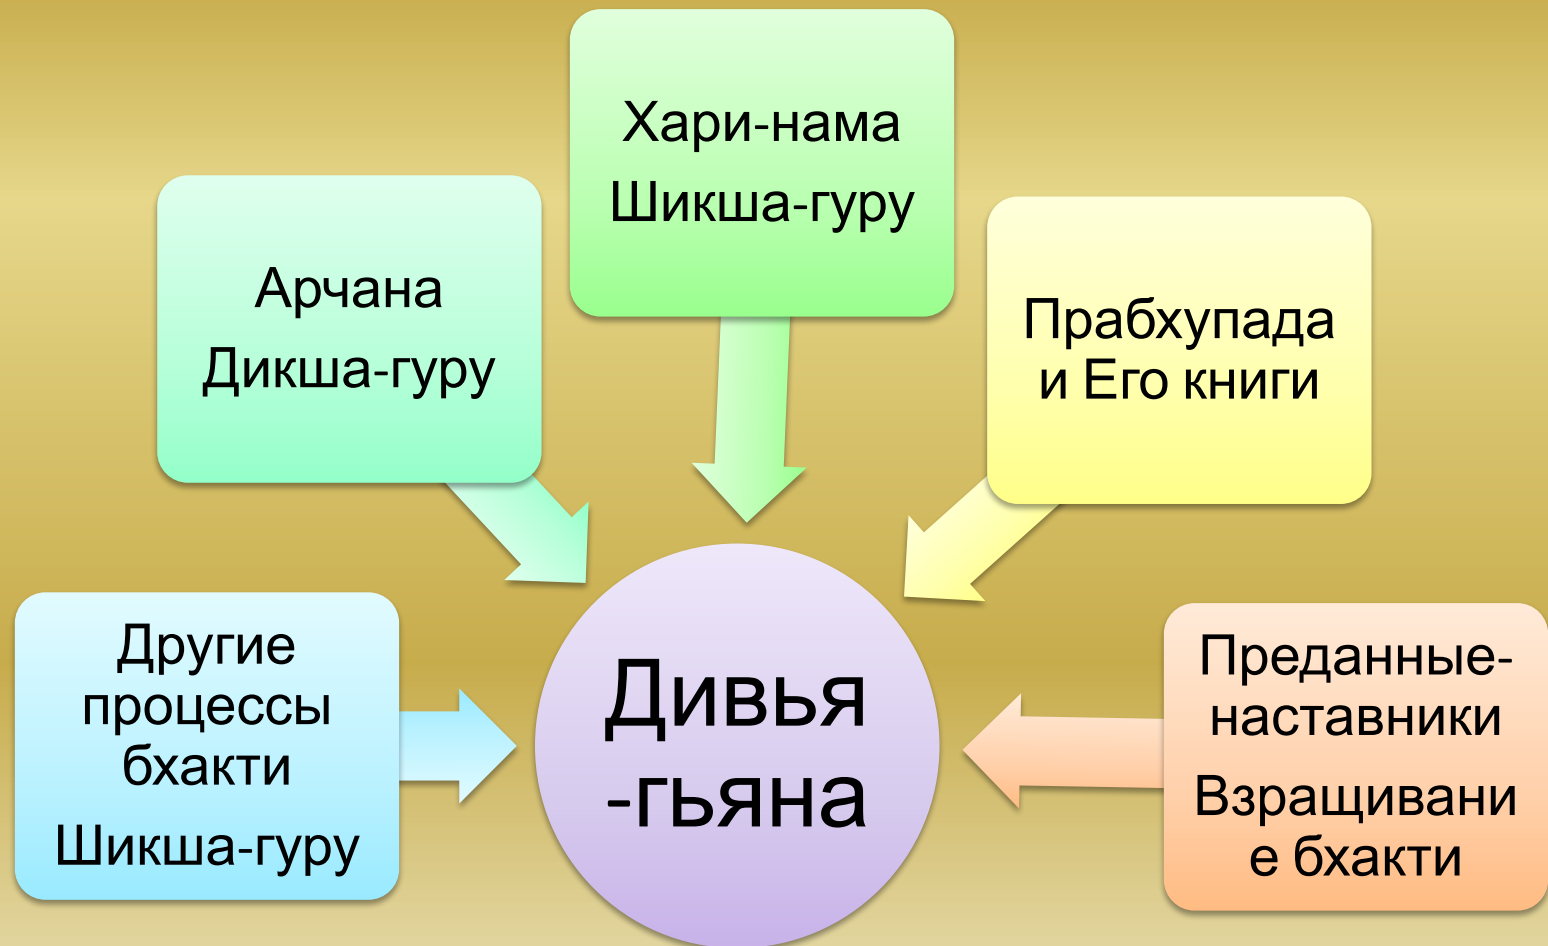 Хари-нама
Шикша-гуру
Арчана
Дикша-гуру
Прабхупада
и Его книги
Другие
процессы
бхакти
Шикша-гуру
Дивья
-гьяна
Преданные-
наставники
Взращивани
е бхакти